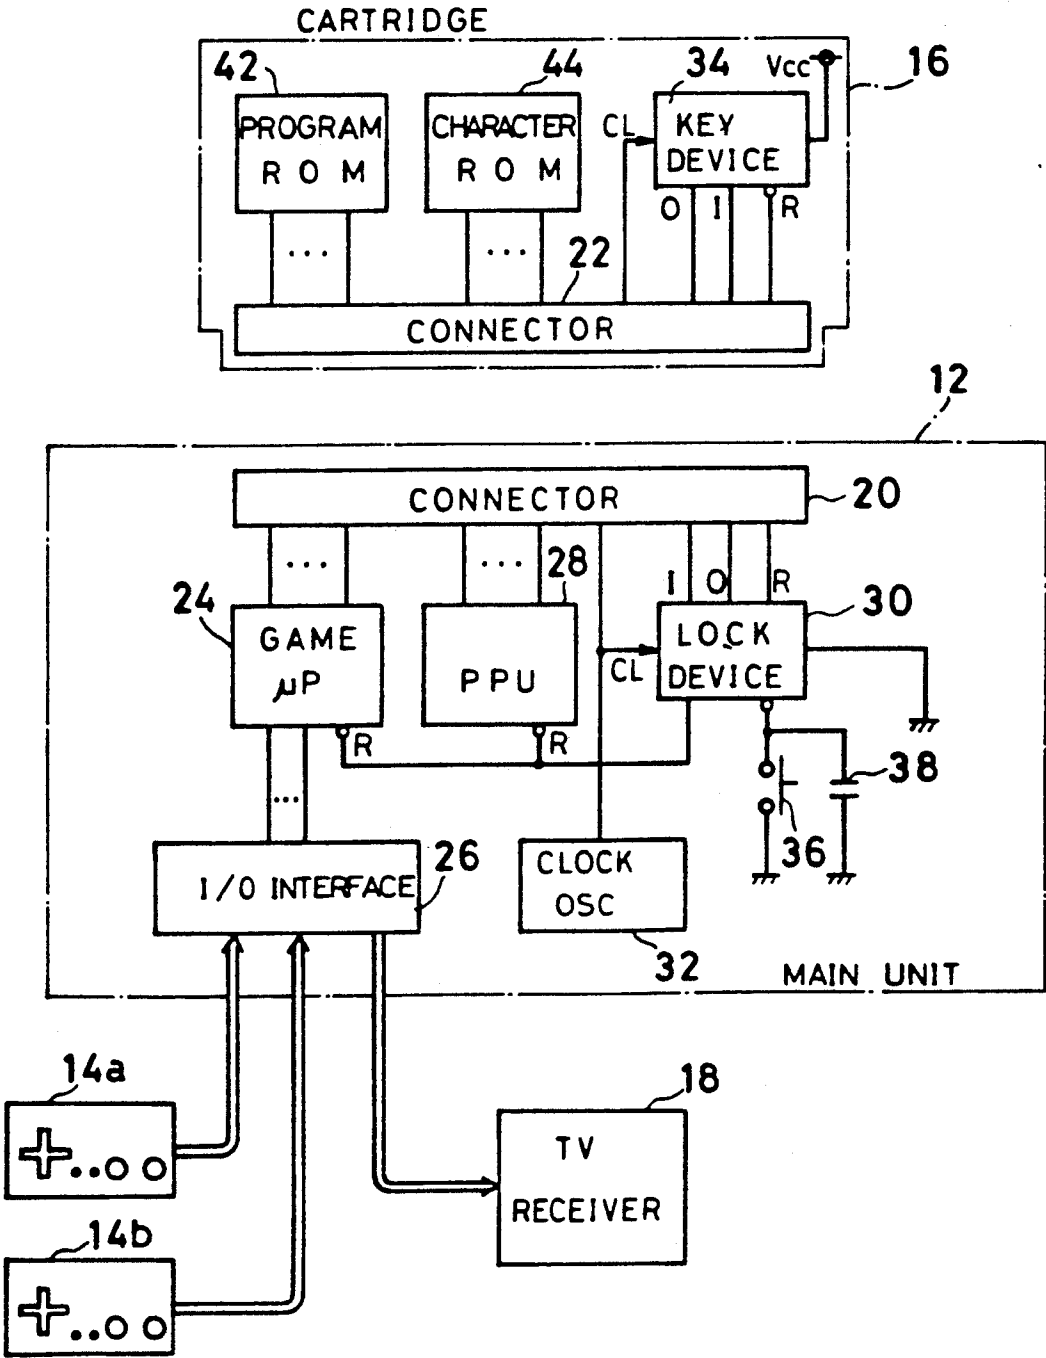 CARTRIDGE
42
44
34
Vcc
16
PROGRAM
ROM
CHARACTER
ROM
CL
KEY
DEVICE
O
I
R
...
...
22
CONNECTOR
12
CONNECTOR
20
...
...
28
I
O
R
24
30
GAME
μP
PPU
LOCK
DEVICE
CL
R
R
38
...
36
26
I/O INTERFACE
CLOCK
OSC
32
MAIN UNIT
14a
18
TV
RECEIVER
14b